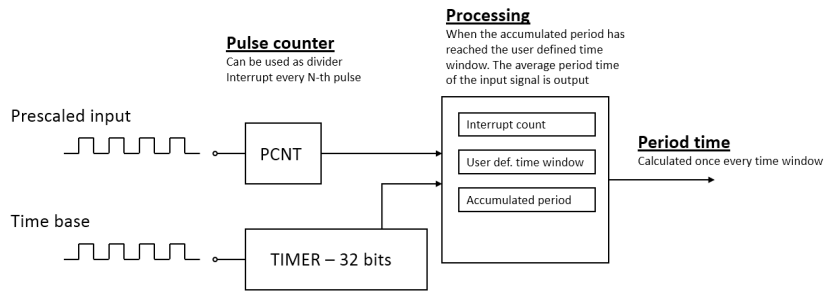 Processing
When the accumulated period has
reached the user defined time
window. The average period time
of the input signal is output
Pulse counter
Can be used as divider
Interrupt every N-th pulse
Prescaled input
PCNT
Interrupt count
User def. time window
Accumulated period
Period time
Calculated once every time window
Time base
TIMER – 32 bits